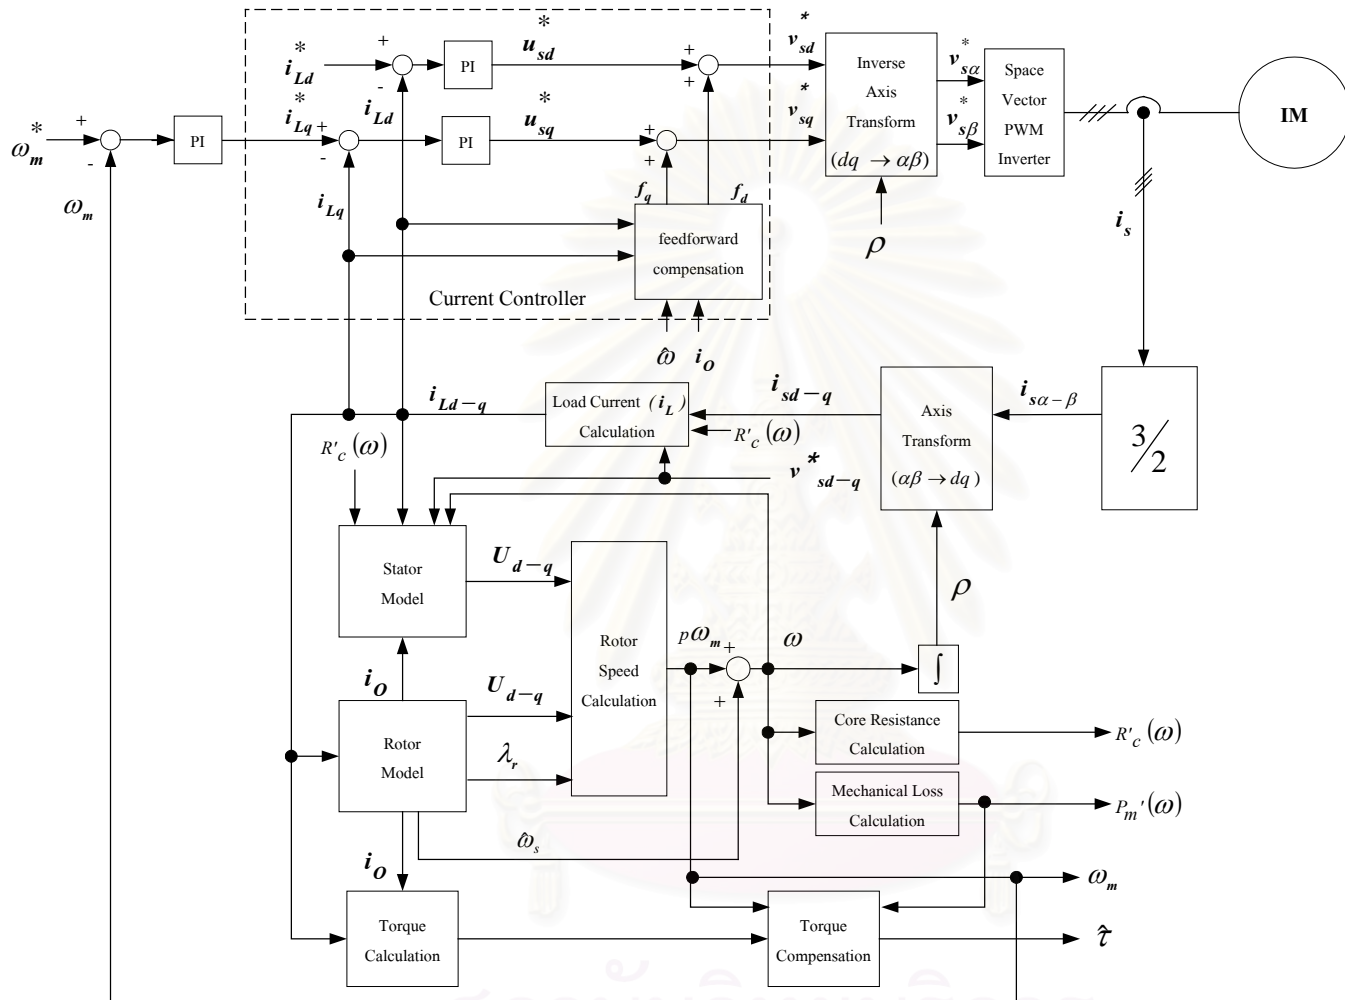 i*Ld
+
-
PI
u*sd
+
+
v*sd
Inverse
Axis
Transform
(dq → αβ)
v*sα
Space
Vector
PWM
Inverter
IM
ω*m
+
-
PI
i*Lq
+
-
iLd
PI
u*sq
+
+
v*sq
v*sβ
ωm
iLq
fq
fd
feedforward
compensation
ρ
is
Current Controller
ω̂
iO
iLd-q
Load Current (iL)
Calculation
isd-q
Axis
Transform
(αβ → dq)
isα-β
3/2
R'c(ω)
R'c(ω)
v*sd-q
Stator
Model
Ud-q
Rotor
Speed
Calculation
ρ
pωm
+
+
ω
∫
iO
Ud-q
Rotor
Model
λr
Core Resistance
Calculation
R'c(ω)
Mechanical Loss
Calculation
Pm'(ω)
ω̂s
iO
ωm
Torque
Calculation
Torque
Compensation
τ̂